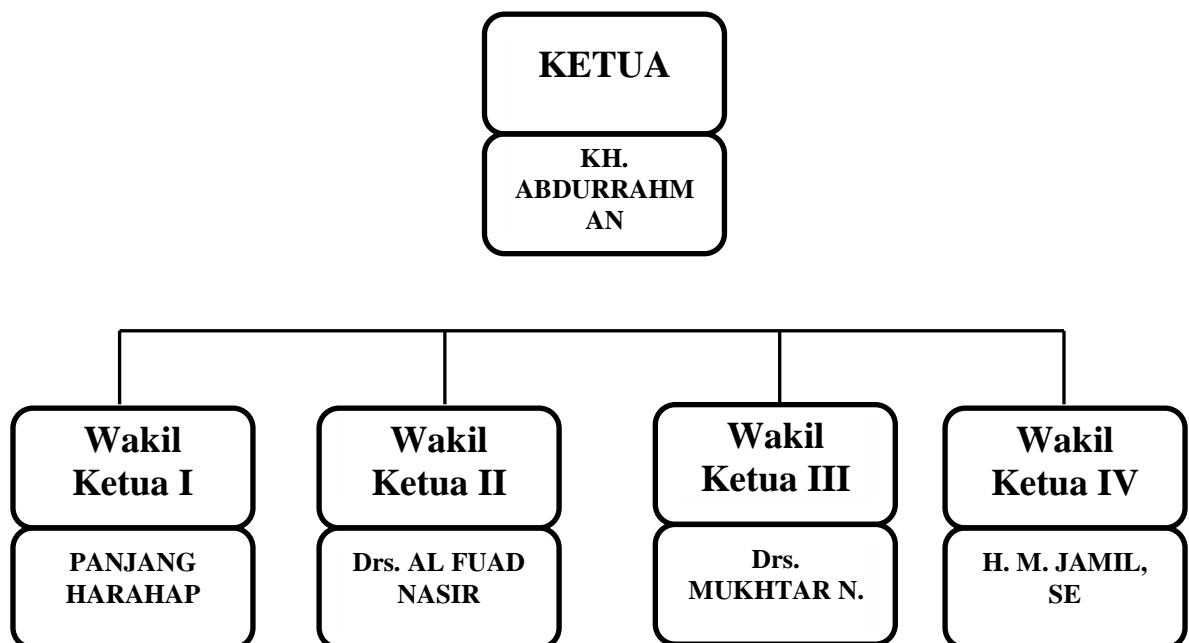 KETUA
KH.
ABDURRAHM
AN
Wakil
Ketua I
PANJANG
HARAHAP
Wakil
Ketua II
Drs. AL FUAD
NASIR
Wakil
Ketua III
Drs.
MUKHTAR N.
Wakil
Ketua IV
H. M. JAMIL,
SE